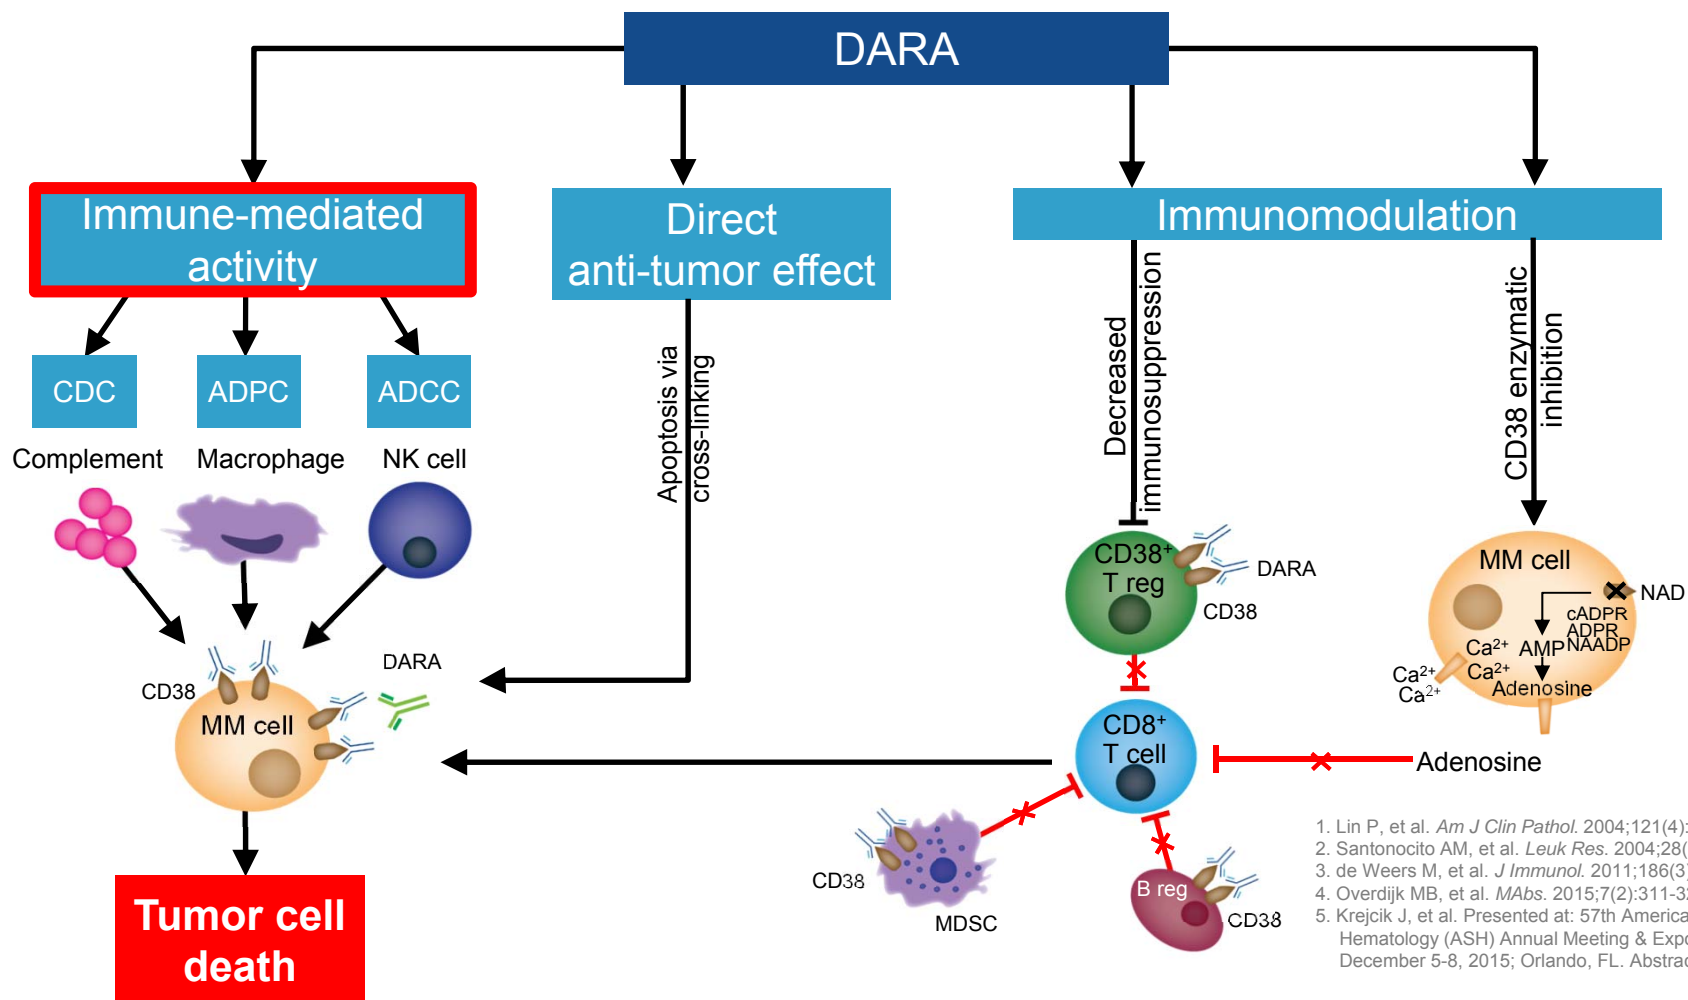 DARA
Immune-mediated
activity
Direct
anti-tumor effect
Immunomodulation
CDC
ADPC
ADCC
Complement
Macrophage
NK cell
Apoptosis via
cross-linking
Decreased
immunosuppression
CD38 enzymatic
inhibition
CD38+
T reg
DARA
CD38
MM cell
NAD
cADPR
ADPR
NAADP
AMP
Ca2+
Ca2+
Ca2+
Ca2+
Adenosine
DARA
CD38
MM cell
CD8+
T cell
Adenosine
CD38
MDSC
B reg
CD38
Tumor cell
death
1. Lin P, et al. Am J Clin Pathol. 2004;121(4):
2. Santonocito AM, et al. Leuk Res. 2004;28(
3. de Weers M, et al. J Immunol. 2011;186(3)
4. Overdijk MB, et al. MAbs. 2015;7(2):311-32
5. Krejcik J, et al. Presented at: 57th America
Hematology (ASH) Annual Meeting & Expo
December 5-8, 2015; Orlando, FL. Abstrac